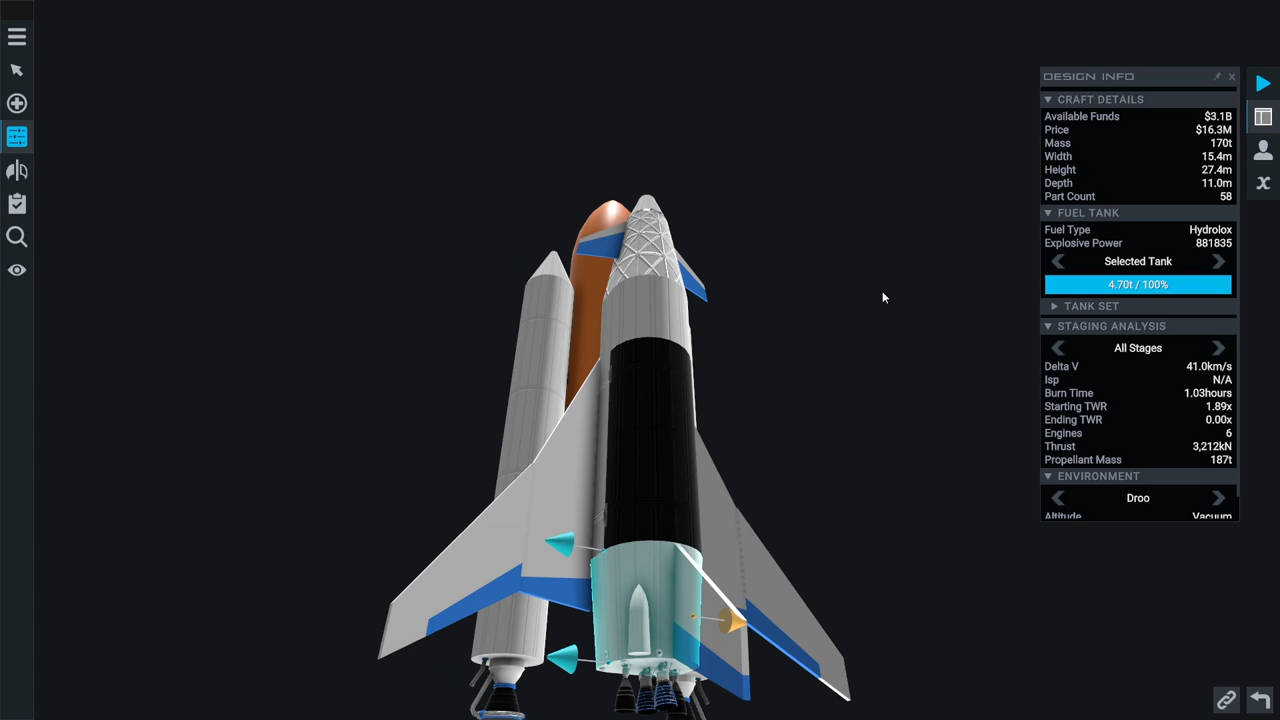 DESIGN INFO
CRAFT DETAILS
Available Funds $3.1B
Price $16.3M
Mass 170t
Width 15.4m
Height 27.4m
Depth 11.0m
Part Count 58
FUEL TANK
Fuel Type Hydrolox
Explosive Power 881835
Selected Tank
4.70t / 100%
TANK SET
STAGING ANALYSIS
All Stages
Delta V 41.0km/s
Isp N/A
Burn Time 1.03hours
Starting TWR 1.89x
Ending TWR 0.00x
Engines 6
Thrust 3,212kN
Propellant Mass 187t
ENVIRONMENT
Droo
Altitude Vacuum